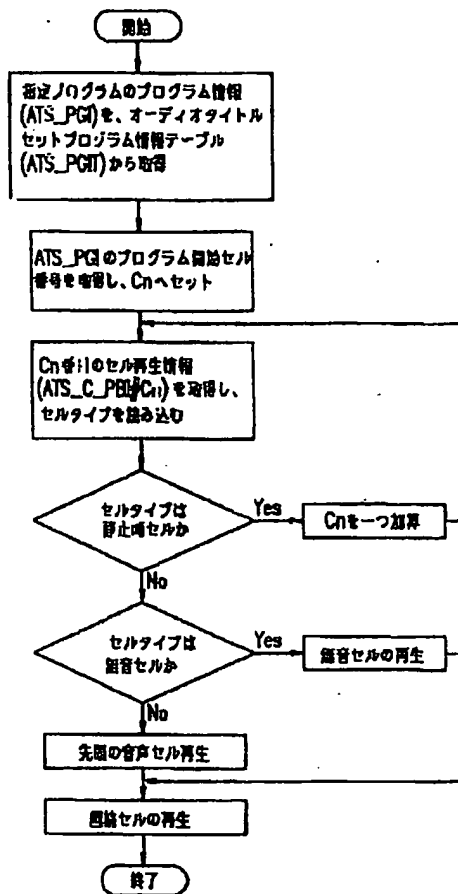 開始
指定プログラムのプログラム情報
(ATS_PGI)を、オーディオタイトル
セットプログラム情報テーブル
(ATS_PGIT)から取得
ATS_PGIのプログラム開始セル
番号を取得し、Cnへセット
Cn番目のセル再生情報
(ATS_C_PBI#Cn)を取得し、
セルタイプを読み込む
セルタイプは
静止画セルか
Yes
Cnを一つ加算
No
セルタイプは
無音セルか
Yes
無音セルの再生
No
先頭の音声セル再生
後続セルの再生
終了